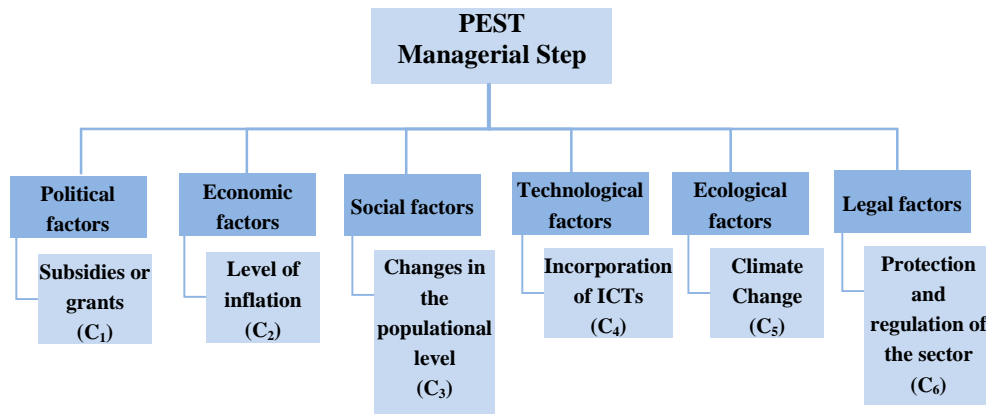 PEST
Managerial Step
Political
factors
Economic
factors
Social factors
Technological
factors
Ecological
factors
Legal factors
Subsidies or
grants
(C₁)
Level of
inflation
(C₂)
Changes in
the
populational
level
(C₃)
Incorporation
of ICTs
(C₄)
Climate
Change
(C₅)
Protection
and
regulation of
the sector
(C₆)